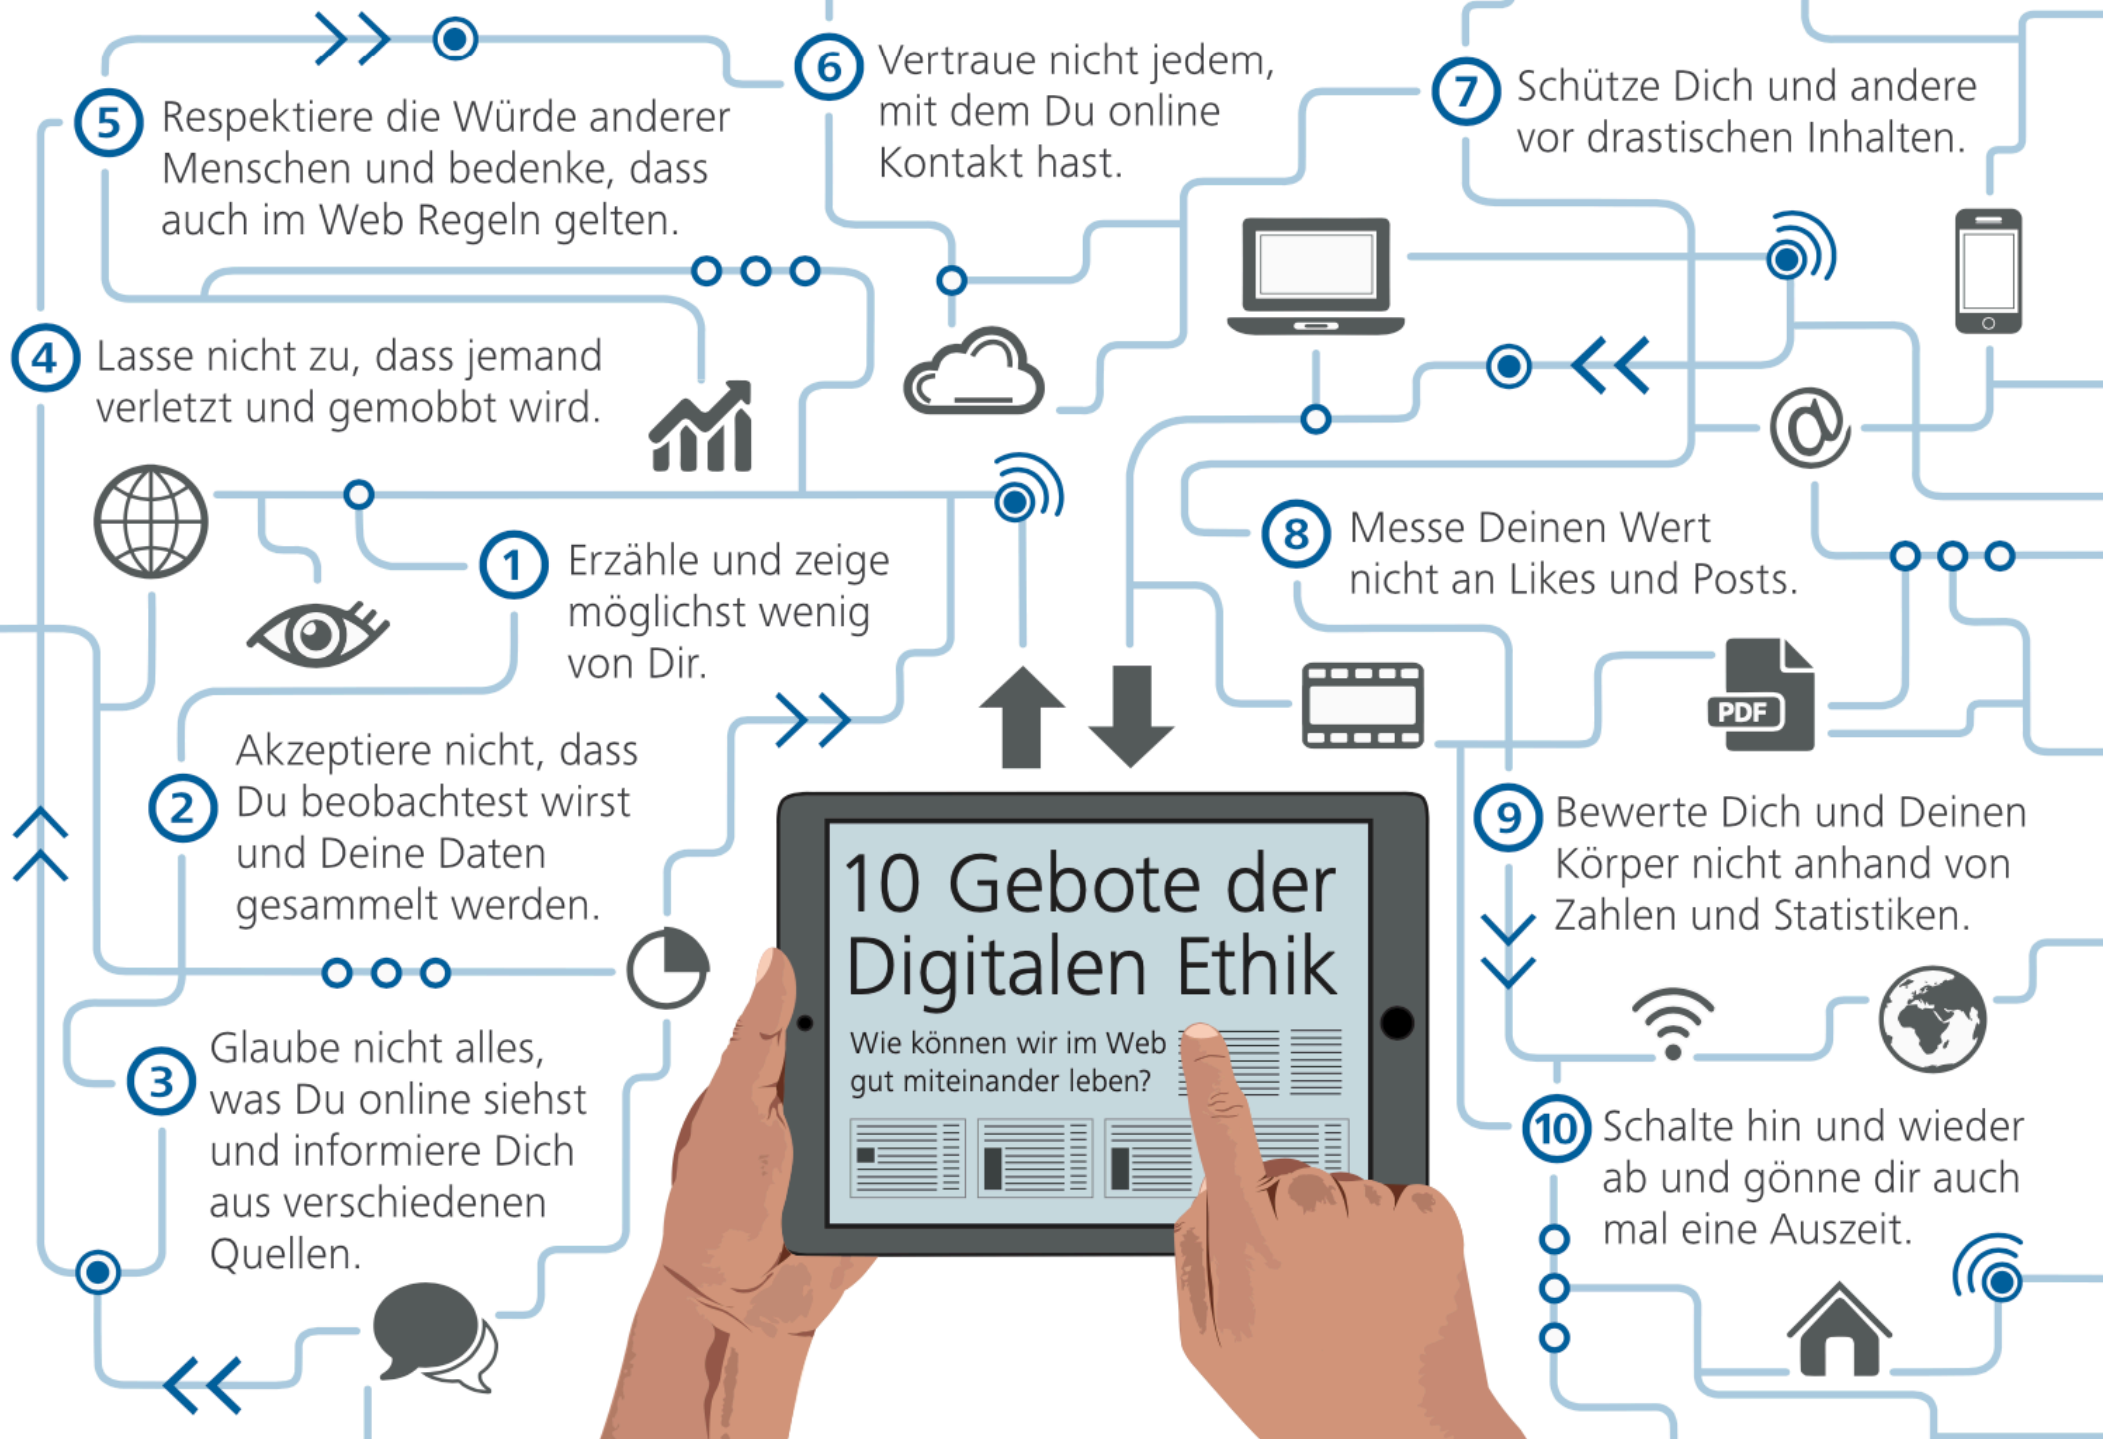 10 Gebote der
Digitalen Ethik
Wie können wir im Web
gut miteinander leben?
1
Erzähle und zeige
möglichst wenig
von Dir.
2
Akzeptiere nicht, dass
Du beobachtest wirst
und Deine Daten
gesammelt werden.
3
Glaube nicht alles,
was Du online siehst
und informiere Dich
aus verschiedenen
Quellen.
4
Lasse nicht zu, dass jemand
verletzt und gemobbt wird.
5
Respektiere die Würde anderer
Menschen und bedenke, dass
auch im Web Regeln gelten.
6
Vertraue nicht jedem,
mit dem Du online
Kontakt hast.
7
Schütze Dich und andere
vor drastischen Inhalten.
@
8
Messe Deinen Wert
nicht an Likes und Posts.
PDF
9
Bewerte Dich und Deinen
Körper nicht anhand von
Zahlen und Statistiken.
10
Schalte hin und wieder
ab und gönne dir auch
mal eine Auszeit.